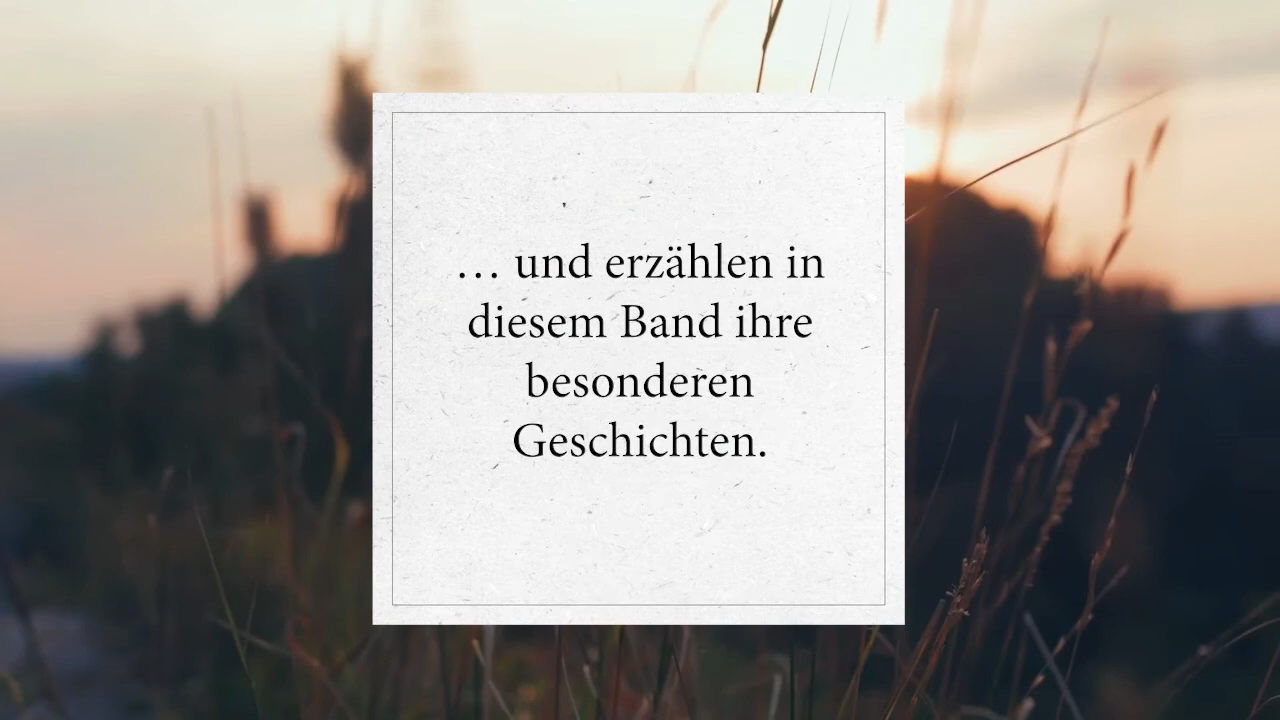 … und erzählen in
diesem Band ihre
besonderen
Geschichten.